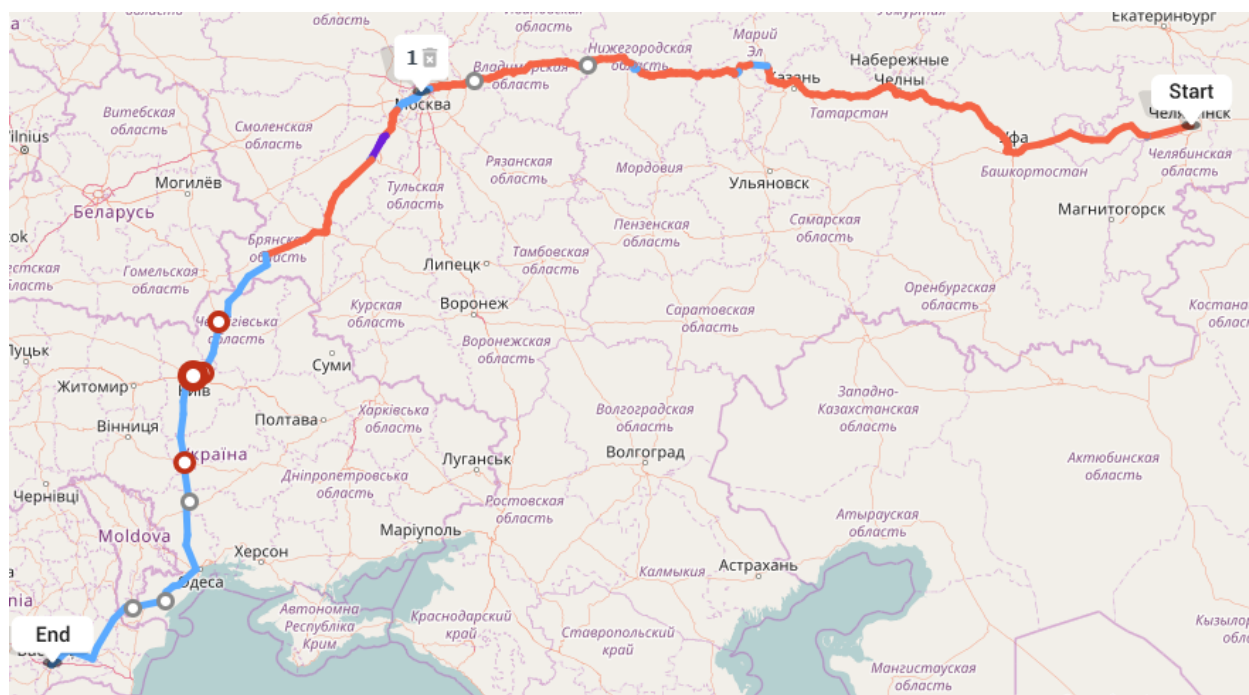 Екатеринбург
область
Нижегородская
область
Марий
Эл
Набережные
Челны
1
Владимирская
область
Казань
Start
Москва
Татарстан
Челябинск
Витебская
область
Смоленская
область
Уфа
Vilnius
Рязанская
область
Мордовия
Башкортостан
Челябинская
область
Могилёв
Тульская
область
Ульяновск
Беларусь
Магнитогорск
Пензенская
область
Самарская
область
Брянская
область
Тамбовская
область
Липецк
Гомельская
область
Оренбургская
область
Курская
область
Воронеж
Саратовская
область
Чернігівська
область
Воронежская
область
Суми
Житомир
Київ
Западно-
Казахстанская
область
Полтава
Харківська
область
Волгоградская
область
Вінниця
Україна
Луганськ
Волгоград
Актюбинская
область
Дніпропетровська
область
Чернівці
Ростовская
область
Атырауская
область
Moldova
Маріуполь
Херсон
Астрахань
Одеса
Калмыкия
Автономна
Республіка
Крим
Краснодарский
край
Ставропольский
край
End
Мангистауская
область